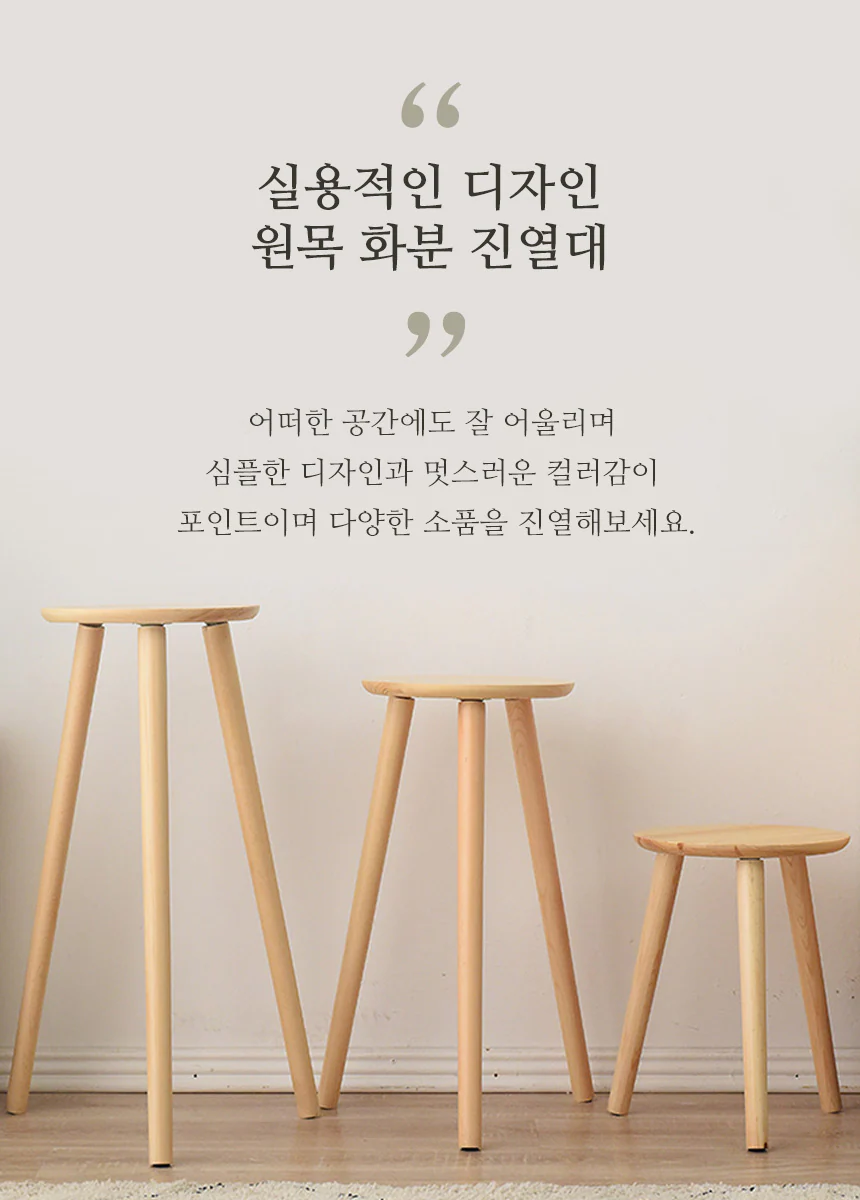 “
실용적인 디자인
원목 화분 진열대
”
어떠한 공간에도 잘 어울리며
심플한 디자인과 멋스러운 컬러감이
포인트이며 다양한 소품을 진열해보세요.